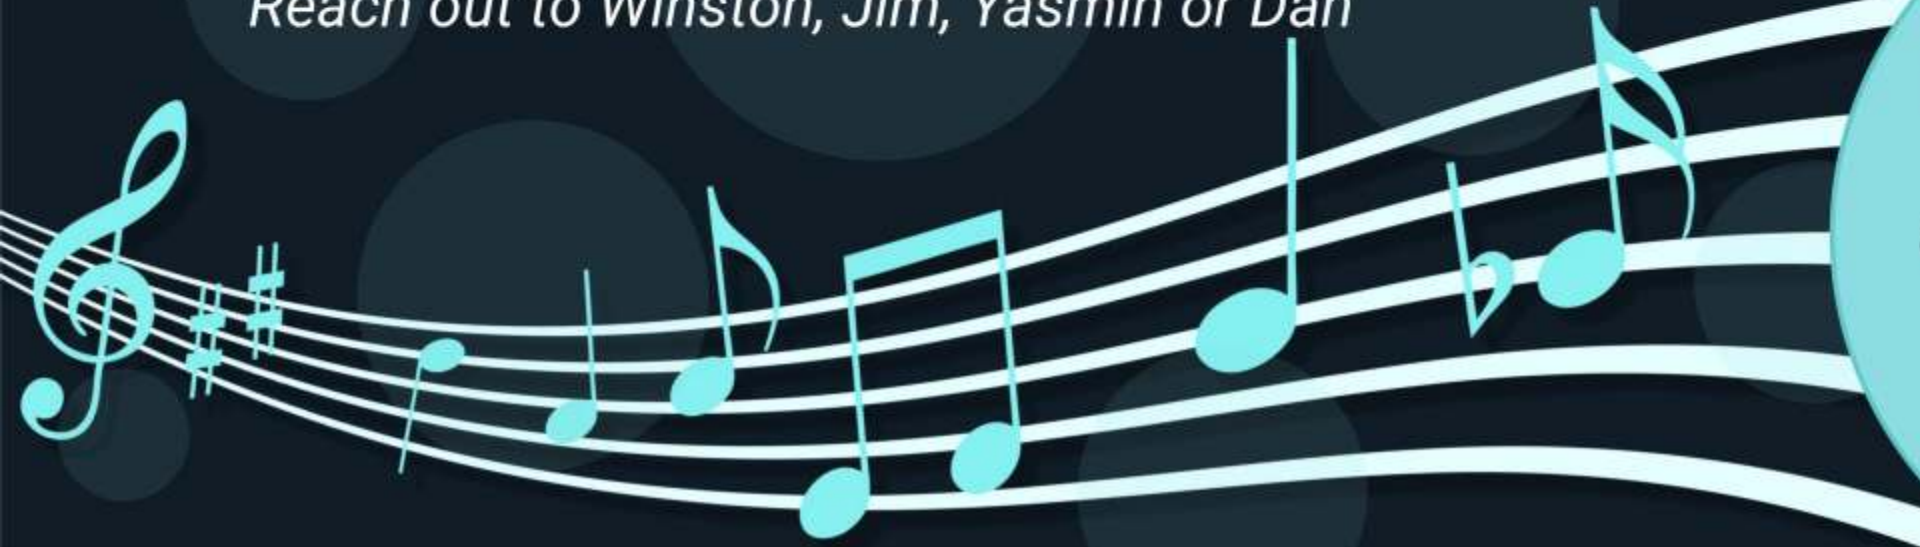 Reach out to Winston, Jim, Yasmin or Dan